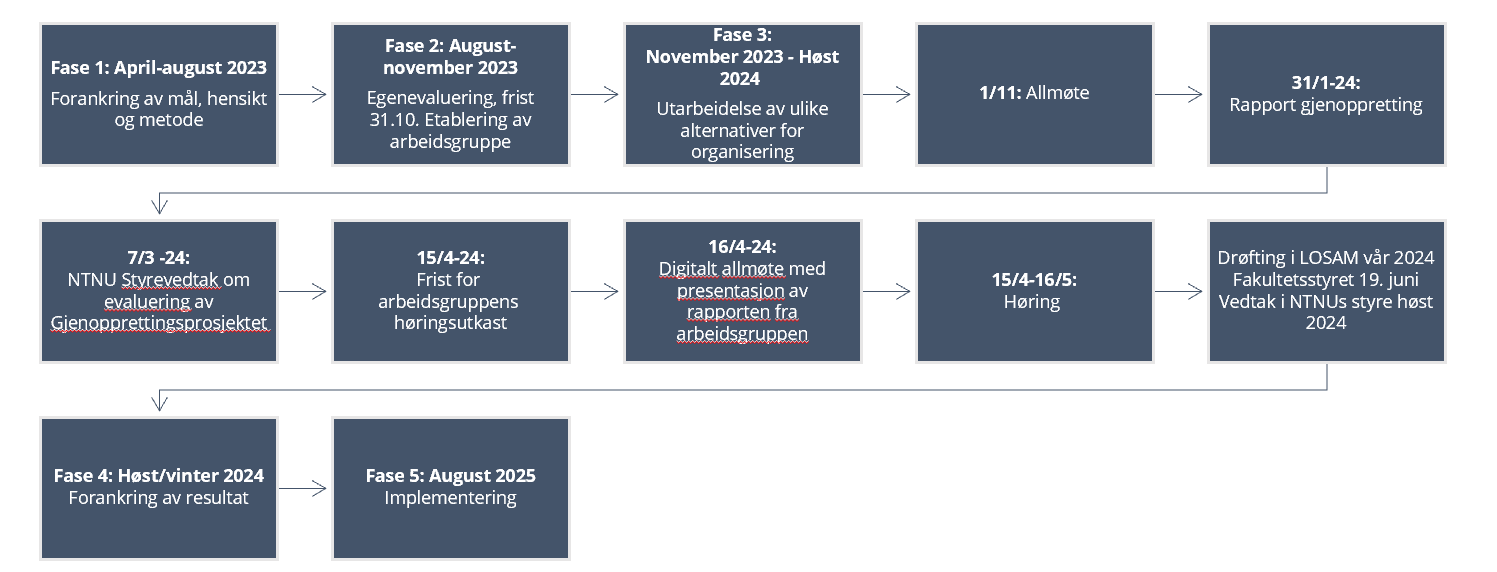 Fase 1: April-august 2023
Forankring av mål, hensikt
og metode
Fase 2: August-
november 2023
Egenevaluering, frist
31.10. Etablering av
arbeidsgruppe
Fase 3:
November 2023 - Høst
2024
Utarbeidelse av ulike
alternativer for
organisering
1/11: Allmøte
31/1-24:
Rapport gjenoppretting
7/3 -24:
NTNU Styrevedtak om
evaluering av
Gjenopprettingsprosjektet
15/4-24:
Frist for
arbeidsgruppens
høringsutkast
16/4-24:
Digitalt allmøte med
presentasjon av
rapporten fra
arbeidsgruppen
15/4-16/5:
Høring
Drøfting i LOSAM vår 2024
Fakultetsstyret 19. juni
Vedtak i NTNUs styre høst
2024
Fase 4: Høst/vinter 2024
Forankring av resultat
Fase 5: August 2025
Implementering